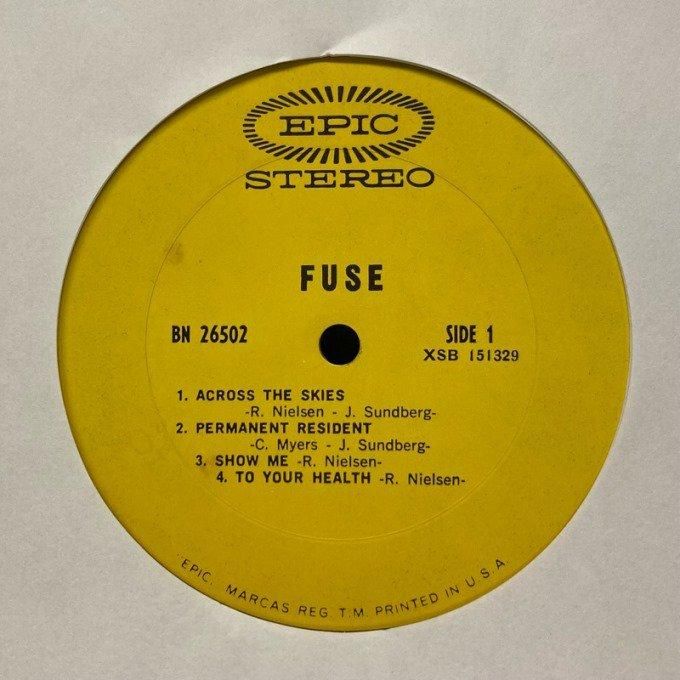 EPIC
STEREO
FUSE
BN 26502
SIDE 1
XSB 151329
1. ACROSS THE SKIES
-R. Nielsen - J. Sundberg-
2. PERMANENT RESIDENT
-C. Myers - J. Sundberg-
3. SHOW ME -R. Nielsen-
4. TO YOUR HEALTH -R. Nielsen-
EPIC. MARCAS REG. T.M. PRINTED IN U.S.A.